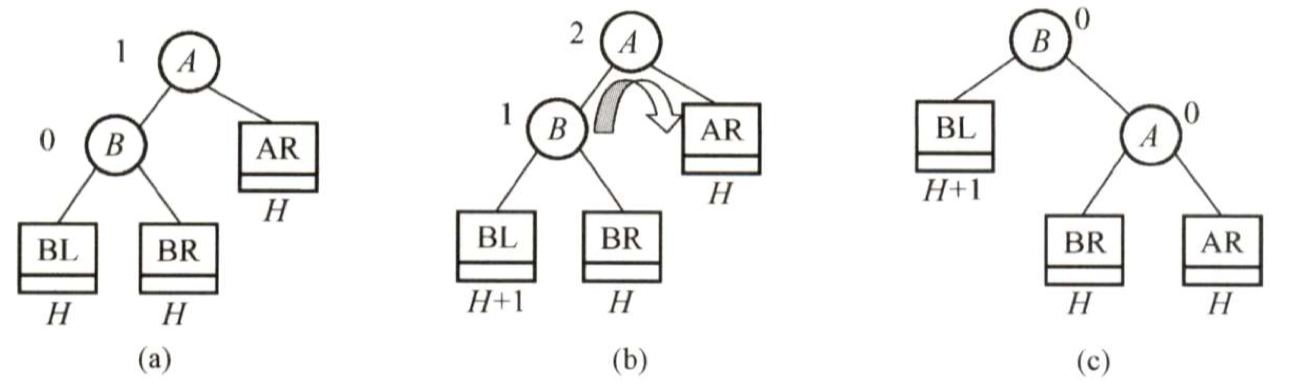 1 A
0 B
AR
H
BL BR
H H
(a)
2 A
1 B
AR
H
BL BR
H+1 H
(b)
B 0
BL
H+1
A 0
BR AR
H H
(c)